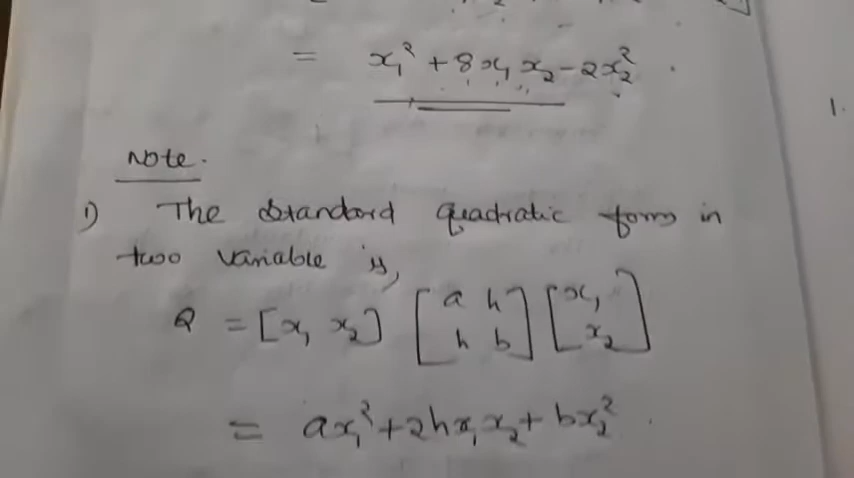 = x₁² + 8x₁x₂ - 2x₂².
1.
Note.
1) The standard quadratic form in
two variable is,
Q = [x₁ x₂] [a h
h b] [x₁
x₂]
= ax₁² + 2hx₁x₂ + bx₂².